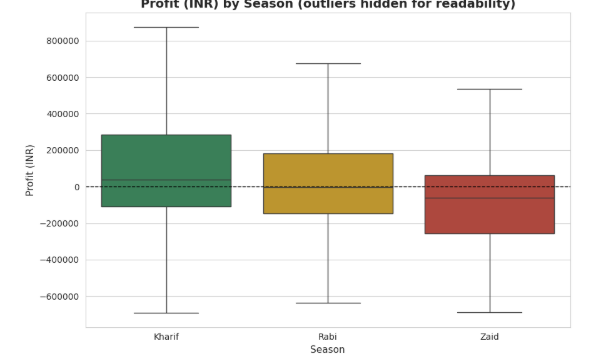 Profit (INR) by Season (outliers hidden for readability)
800000
600000
400000
200000
0
−200000
−400000
−600000
Profit (INR)
Kharif
Rabi
Zaid
Season